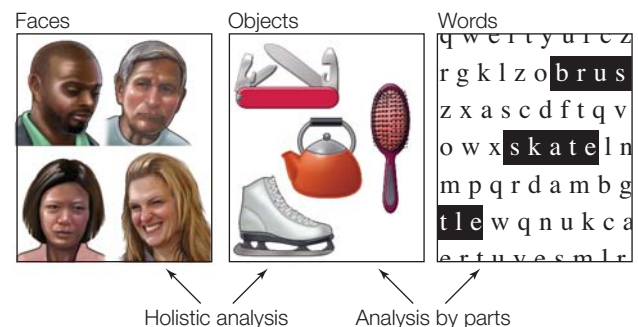 Faces
Objects
Words
q w e r t y u i c z
r g k l z o b r u s
z x a s c d f t q v
o w x s k a t e l n
m p q r d a m b g
t l e w q n u k c a
e r t u y e s m l r
Holistic analysis
Analysis by parts